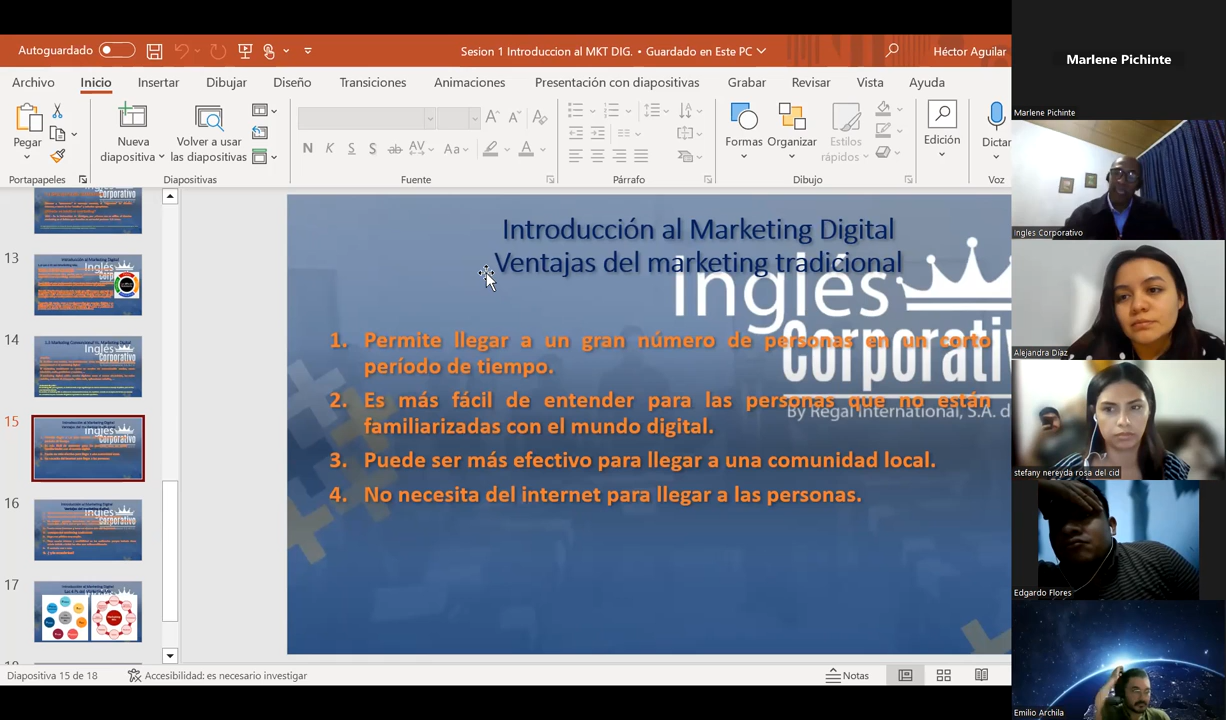 Marlene Pichinte
Autoguardado
Sesion 1 Introduccion al MKT DIG. • Guardado en Este PC
Héctor Aguilar
Archivo
Inicio
Insertar
Dibujar
Diseño
Transiciones
Animaciones
Presentación con diapositivas
Grabar
Revisar
Vista
Ayuda
Marlene Pichinte
Pegar
Nueva
diapositiva
Volver a usar
las diapositivas
N K S S ab AV Aa A
Formas
Organizar
Estilos
rápidos
Edición
Dictar
Portapapeles
Diapositivas
Fuente
Párrafo
Dibujo
Voz
13
14
15
16
17
Introducción al Marketing Digital
Ventajas del marketing tradicional
Inglés
Corporativo
By Regal International, S.A. d
1. Permite llegar a un gran número de personas en un corto
período de tiempo.
2. Es más fácil de entender para las personas que no están
familiarizadas con el mundo digital.
3. Puede ser más efectivo para llegar a una comunidad local.
4. No necesita del internet para llegar a las personas.
Ingles Corporativo
Alejandra Díaz
stefany nereyda rosa del cid
Edgardo Flores
Emilio Archila
Diapositiva 15 de 18
Accesibilidad: es necesario investigar
Notas